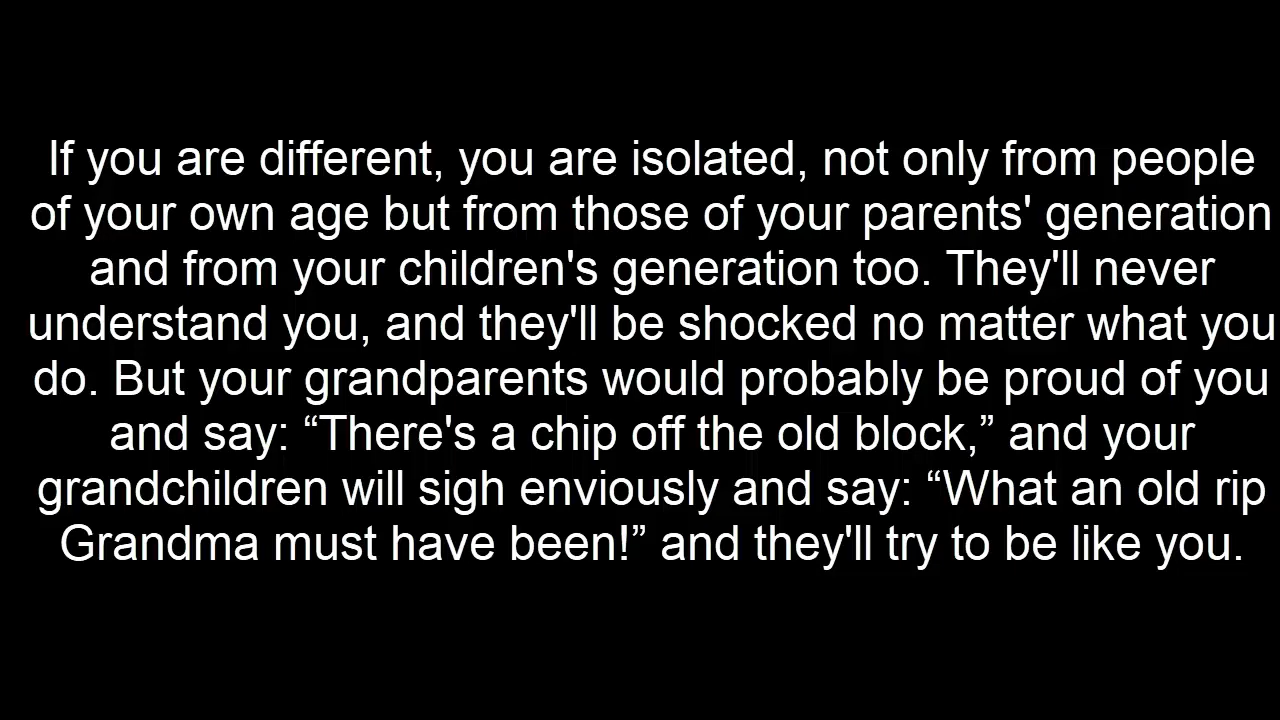 If you are different, you are isolated, not only from people
of your own age but from those of your parents' generation
and from your children's generation too. They'll never
understand you, and they'll be shocked no matter what you
do. But your grandparents would probably be proud of you
and say: “There's a chip off the old block,” and your
grandchildren will sigh enviously and say: “What an old rip
Grandma must have been!” and they'll try to be like you.